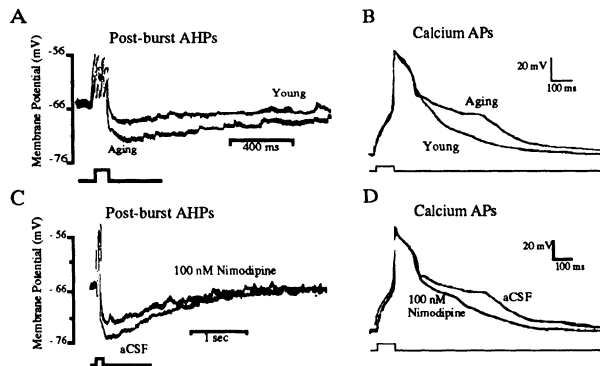 A
Post-burst AHPs
Membrane Potential (mV)
-56
-66
-76
Young
Aging
400 ms
B
Calcium APs
20 mV
100 ms
Aging
Young
C
Post-burst AHPs
Membrane Potential (mV)
-56
-66
-76
100 nM Nimodipine
aCSF
1 sec
D
Calcium APs
20 mV
100 ms
aCSF
100 nM
Nimodipine